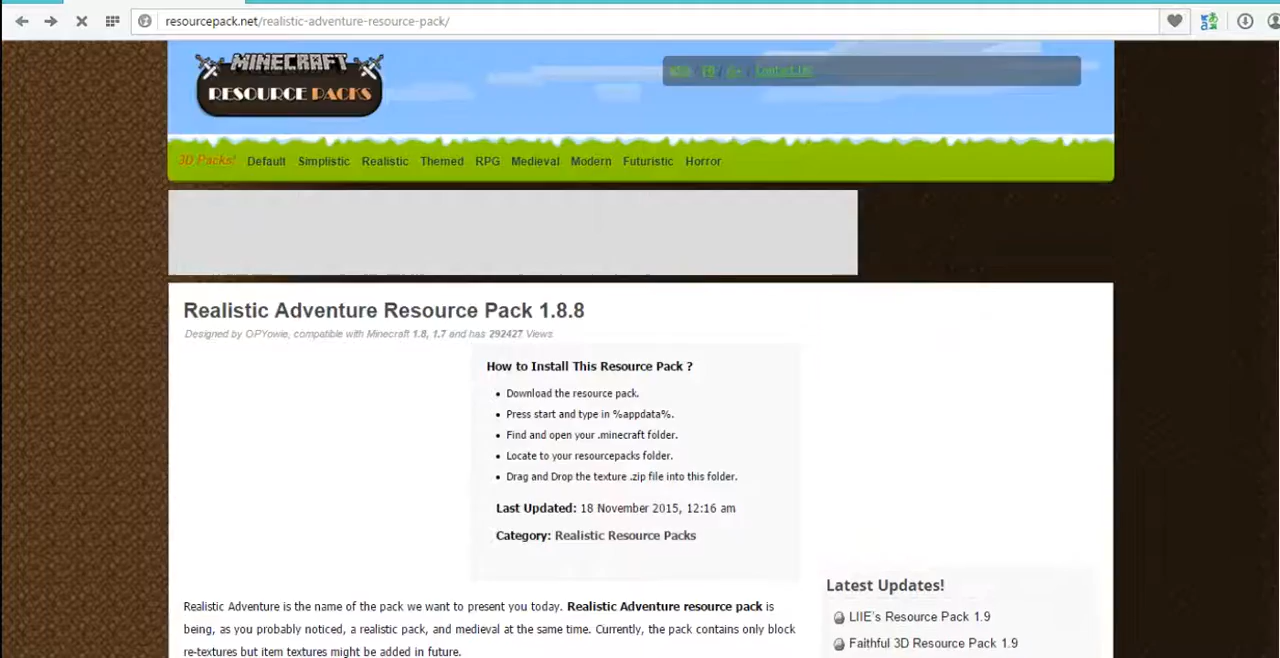 resourcepack.net/realistic-adventure-resource-pack/
MINECRAFT
RESOURCE PACKS
Contact Us
3D Packs! Default Simplistic Realistic Themed RPG Medieval Modern Futuristic Horror
Realistic Adventure Resource Pack 1.8.8
Designed by OPYowie, compatible with Minecraft 1.8, 1.7 and has 292427 Views
How to Install This Resource Pack ?
Download the resource pack.
Press start and type in %appdata%.
Find and open your .minecraft folder.
Locate to your resourcepacks folder.
Drag and Drop the texture .zip file into this folder.
Last Updated: 18 November 2015, 12:16 am
Category: Realistic Resource Packs
Realistic Adventure is the name of the pack we want to present you today. Realistic Adventure resource pack is
being, as you probably noticed, a realistic pack, and medieval at the same time. Currently, the pack contains only block
re-textures but item textures might be added in future.
Latest Updates!
LIIE's Resource Pack 1.9
Faithful 3D Resource Pack 1.9